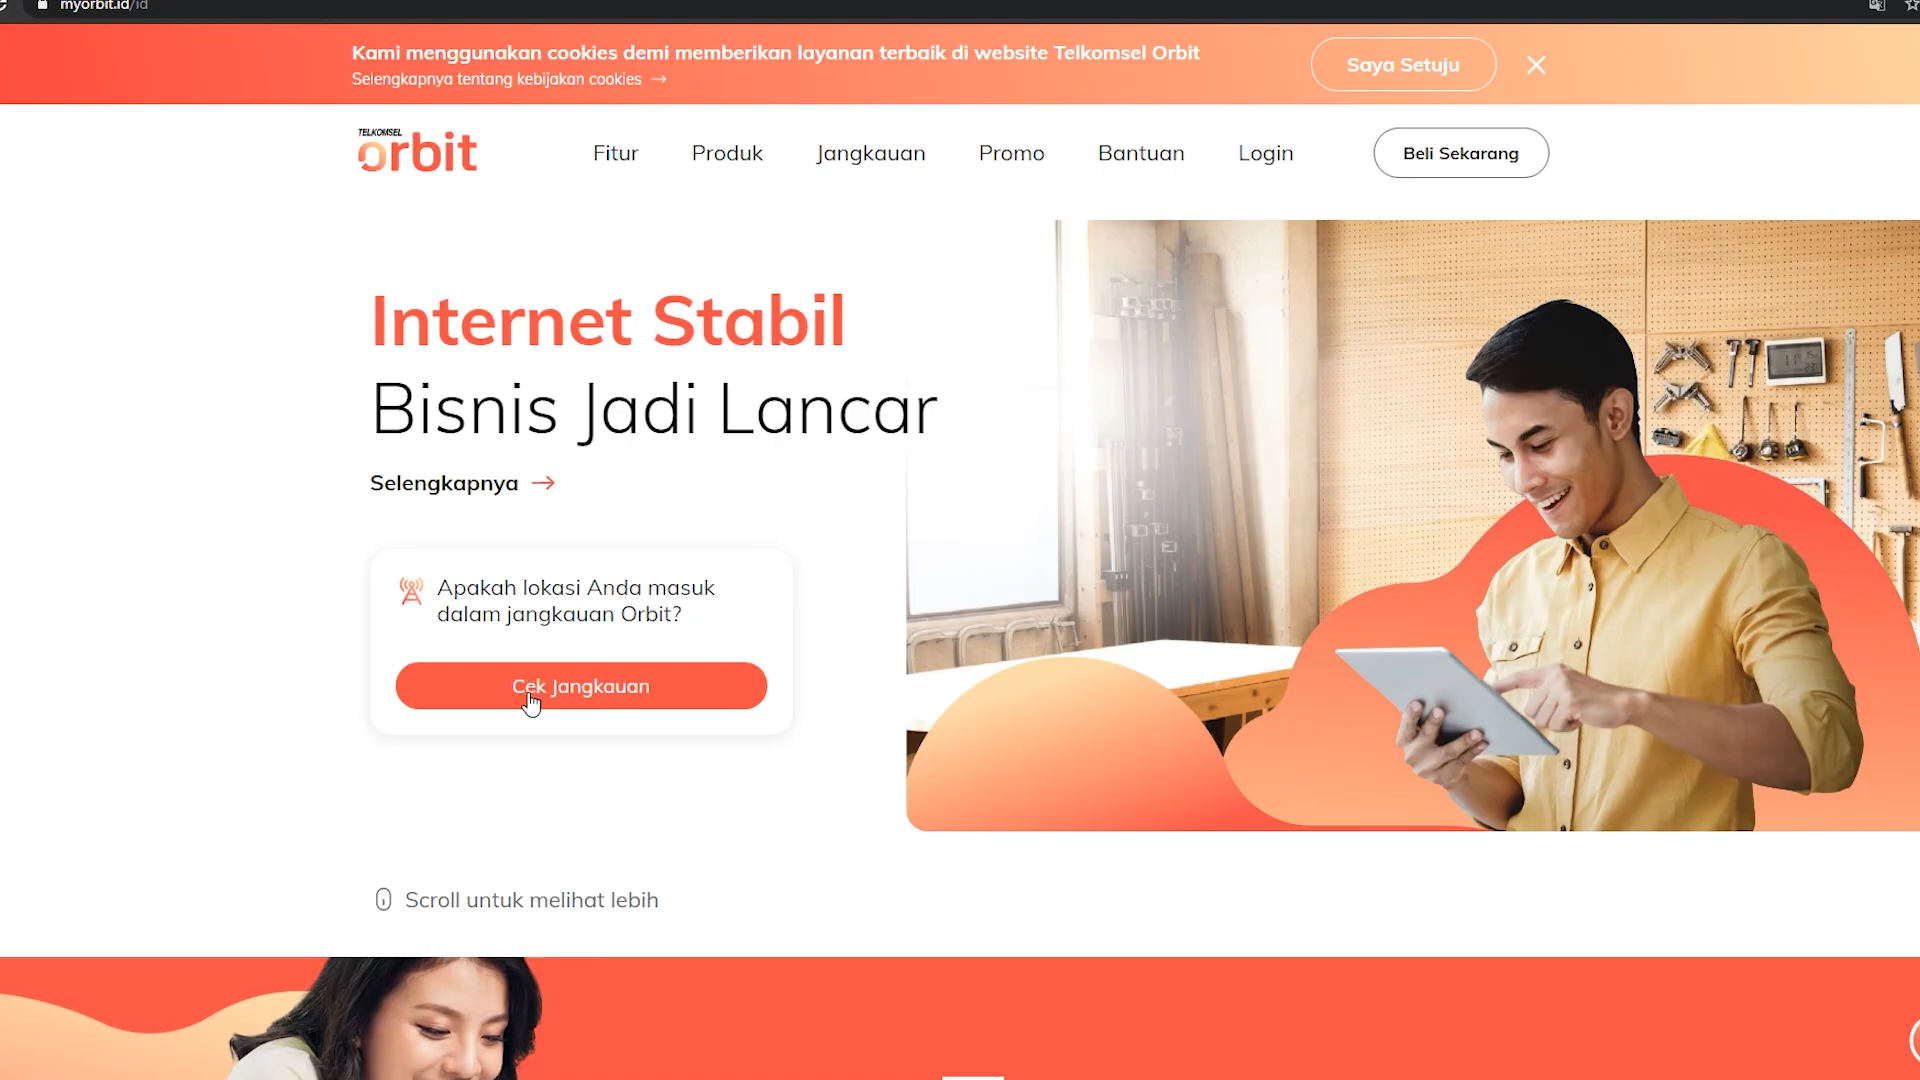 myorbit.id/id
Kami menggunakan cookies demi memberikan layanan terbaik di website Telkomsel Orbit
Selengkapnya tentang kebijakan cookies →
Saya Setuju
TELKOMSEL
orbit
Fitur
Produk
Jangkauan
Promo
Bantuan
Login
Beli Sekarang
Internet Stabil
Bisnis Jadi Lancar
Selengkapnya →
Apakah lokasi Anda masuk
dalam jangkauan Orbit?
Cek Jangkauan
Scroll untuk melihat lebih